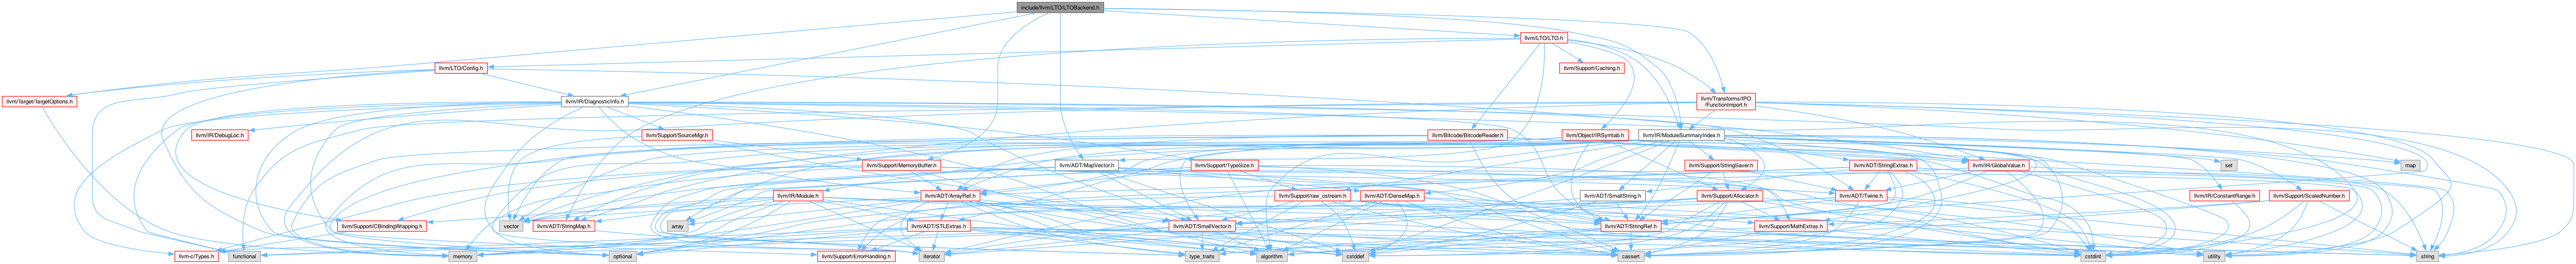 include/llvm/LTO/LTOBackend.h
llvm/LTO/LTO.h
llvm/LTO/Config.h
llvm/Support/Caching.h
llvm/Target/TargetOptions.h
llvm/IR/DiagnosticInfo.h
llvm/Transforms/IPO
/FunctionImport.h
llvm/IR/DebugLoc.h
llvm/Support/SourceMgr.h
llvm/Bitcode/BitcodeReader.h
llvm/Object/IRSymtab.h
llvm/IR/ModuleSummaryIndex.h
llvm/Support/MemoryBuffer.h
llvm/ADT/MapVector.h
llvm/Support/TypeSize.h
llvm/Support/StringSaver.h
llvm/ADT/StringExtras.h
llvm/IR/GlobalValue.h
set
map
llvm/IR/Module.h
llvm/ADT/ArrayRef.h
llvm/Support/raw_ostream.h
llvm/ADT/DenseMap.h
llvm/ADT/SmallString.h
llvm/Support/Allocator.h
llvm/ADT/Twine.h
llvm/IR/ConstantRange.h
llvm/Support/ScaledNumber.h
llvm/Support/CBindingWrapping.h
vector
llvm/ADT/StringMap.h
array
llvm/ADT/STLExtras.h
llvm/ADT/SmallVector.h
llvm/ADT/StringRef.h
llvm/Support/MathExtras.h
llvm-c/Types.h
functional
memory
optional
llvm/Support/ErrorHandling.h
iterator
type_traits
algorithm
cstddef
cassert
cstdint
utility
string